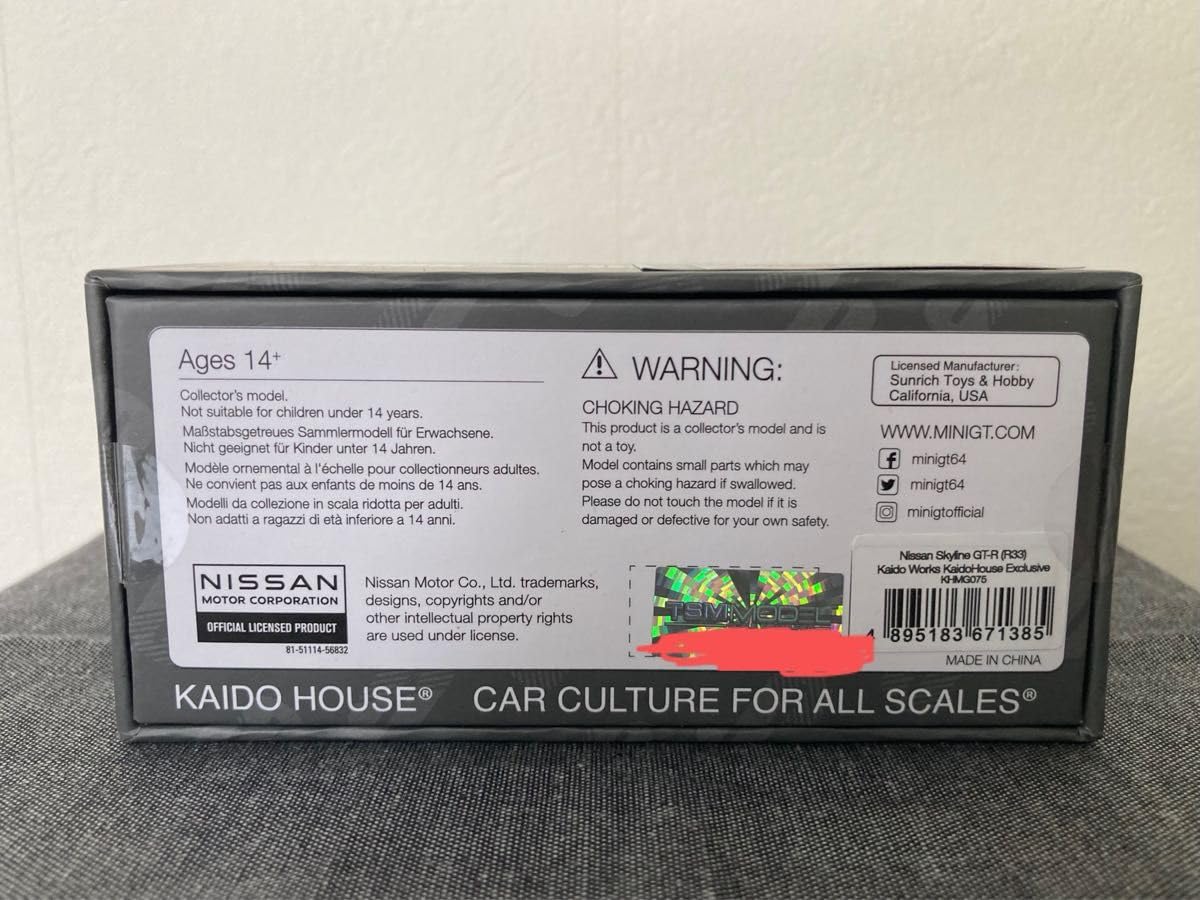 Ages 14+
Collector's model.
Not suitable for children under 14 years.
Maßstabsgetreues Sammlermodell für Erwachsene.
Nicht geeignet für Kinder unter 14 Jahren.
Modèle ornemental à l'échelle pour collectionneurs adultes.
Ne convient pas aux enfants de moins de 14 ans.
Modelli da collezione in scala ridotta per adulti.
Non adatti a ragazzi di età inferiore a 14 anni.
NISSAN
MOTOR CORPORATION
OFFICIAL LICENSED PRODUCT
81-51114-56832
Nissan Motor Co., Ltd. trademarks,
designs, copyrights and/or
other intellectual property rights
are used under license.
WARNING:
CHOKING HAZARD
This product is a collector's model and is
not a toy.
Model contains small parts which may
pose a choking hazard if swallowed.
Please do not touch the model if it is
damaged or defective for your own safety.
TSM MODEL
Licensed Manufacturer:
Sunrich Toys & Hobby
California, USA
WWW.MINIGT.COM
minigt64
minigt64
minigtofficial
Nissan Skyline GT-R (R33)
Kaido Works KaidoHouse Exclusive
KHMG075
4 895183 671385
MADE IN CHINA
KAIDO HOUSE® CAR CULTURE FOR ALL SCALES®